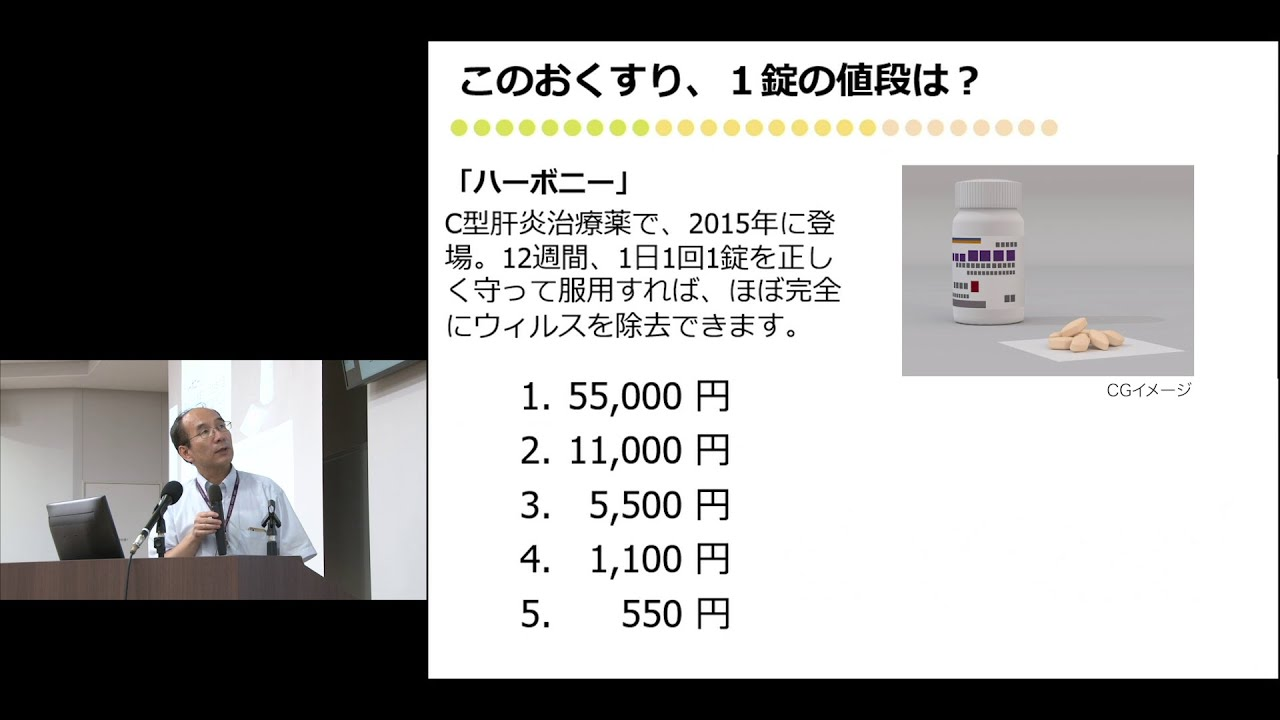 このおくすり、１錠の値段は？
「ハーボニー」
C型肝炎治療薬で、2015年に登
場。12週間、1日1回1錠を正し
く守って服用すれば、ほぼ完全
にウィルスを除去できます。
CGイメージ
1. 55,000 円
2. 11,000 円
3. 5,500 円
4. 1,100 円
5. 550 円